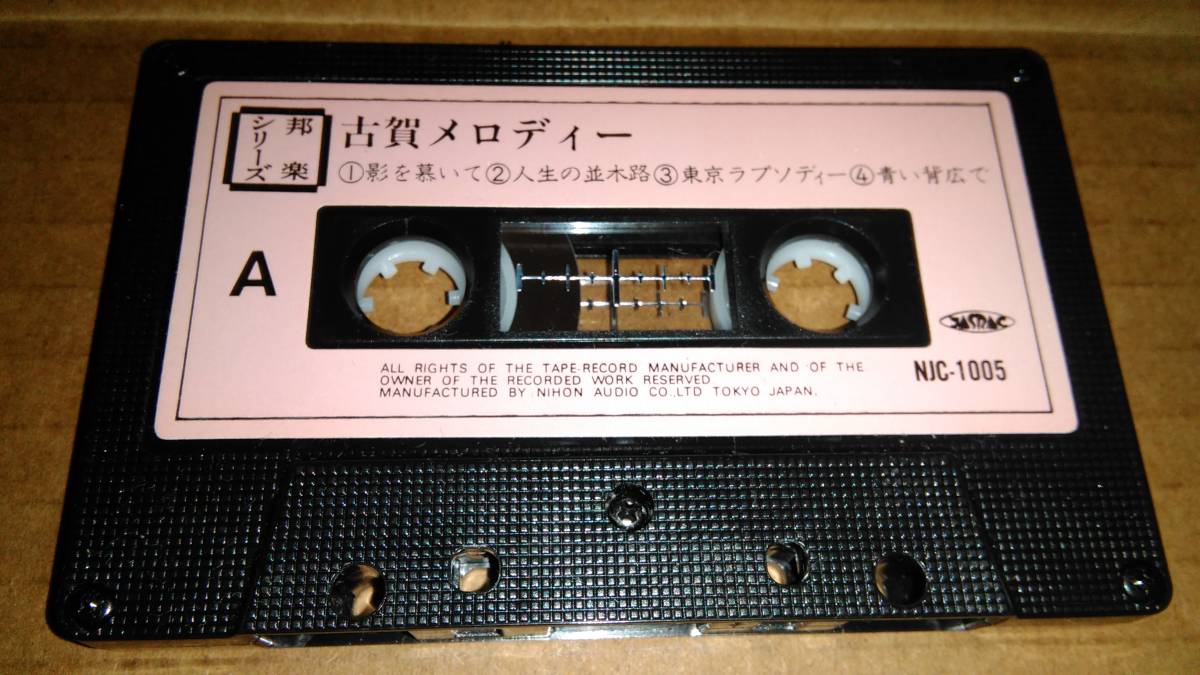 邦楽
シリーズ
古賀メロディー
①影を慕いて②人生の並木路③東京ラプソディー④青い背広で
A
JASRAC
NJC-1005
ALL RIGHTS OF THE TAPE-RECORD MANUFACTURER AND OF THE
OWNER OF THE RECORDED WORK RESERVED
MANUFACTURED BY NIHON AUDIO CO.,LTD TOKYO JAPAN.